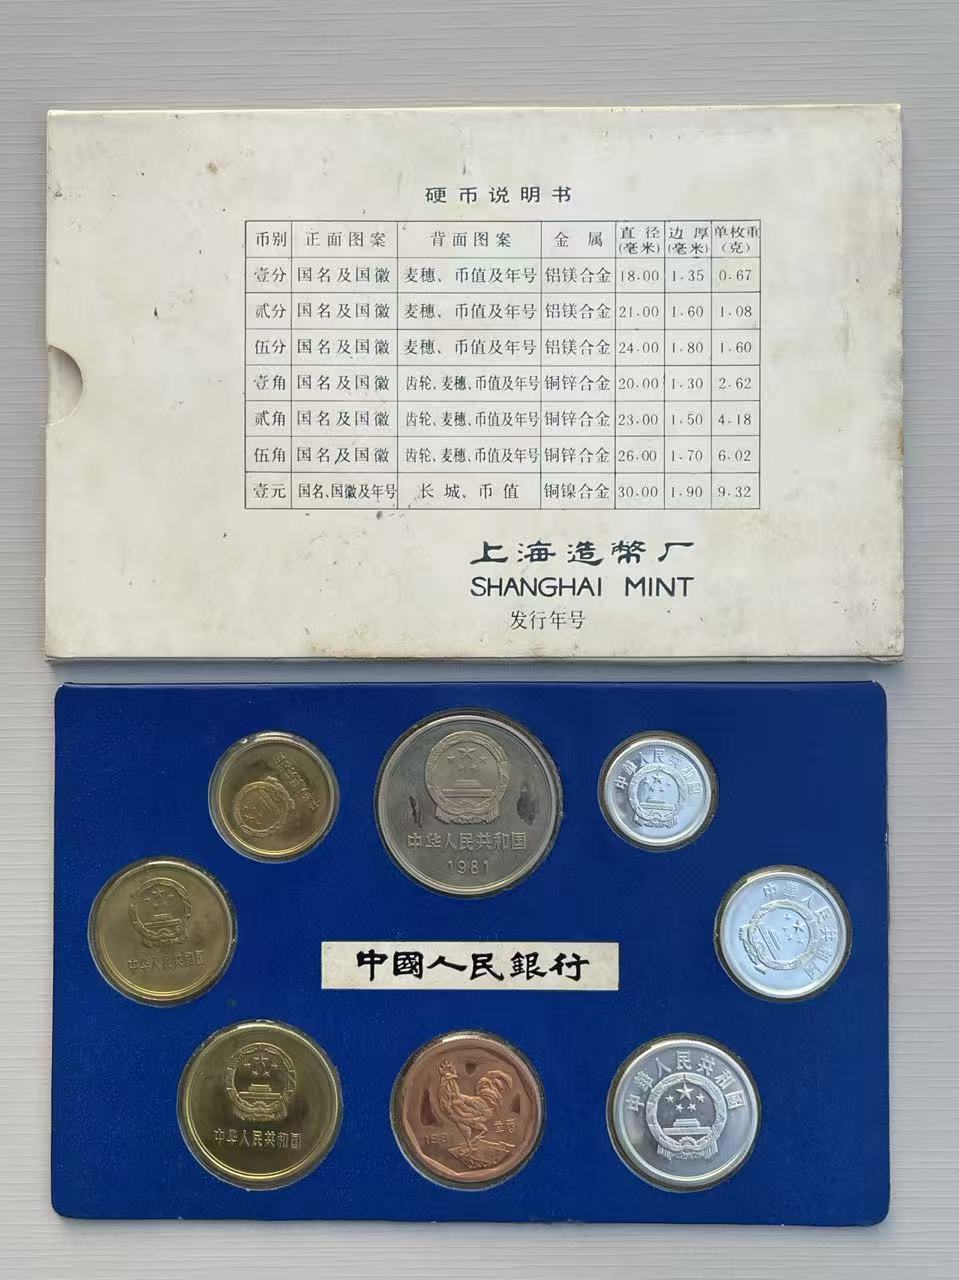 硬币说明书
币别 正面图案 背面图案 金属 直径(毫米) 边厚(毫米) 单枚重(克)
壹分 国名及国徽 麦穗、币值及年号 铝镁合金 18.00 1.35 0.67
贰分 国名及国徽 麦穗、币值及年号 铝镁合金 21.00 1.60 1.08
伍分 国名及国徽 麦穗、币值及年号 铝镁合金 24.00 1.80 1.60
壹角 国名及国徽 齿轮、麦穗、币值及年号 铜锌合金 20.00 1.30 2.62
贰角 国名及国徽 齿轮、麦穗、币值及年号 铜锌合金 23.00 1.50 4.18
伍角 国名及国徽 齿轮、麦穗、币值及年号 铜锌合金 26.00 1.70 6.02
壹元 国名、国徽及年号 长城、币值 铜镍合金 30.00 1.90 9.32
上海造幣厂
SHANGHAI MINT
发行年号
中华人民共和国
1981
中華人民共和国
中华人民共和国
中華人民共和国
中國人民銀行
中华人民共和国
1981 辛酉
中華人民共和國